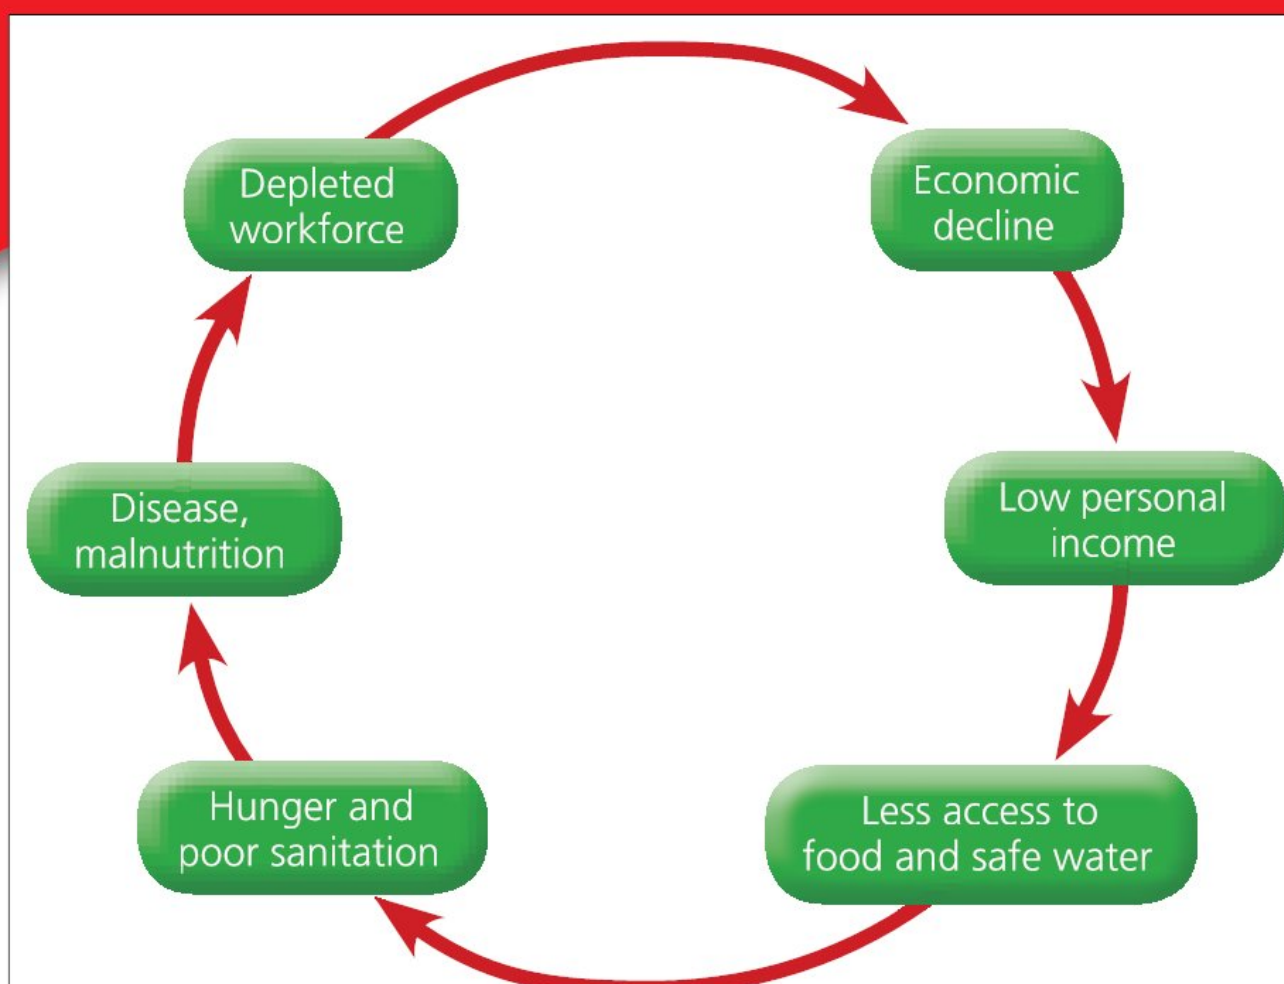 Depleted
workforce
Economic
decline
Low personal
income
Less access to
food and safe water
Hunger and
poor sanitation
Disease,
malnutrition